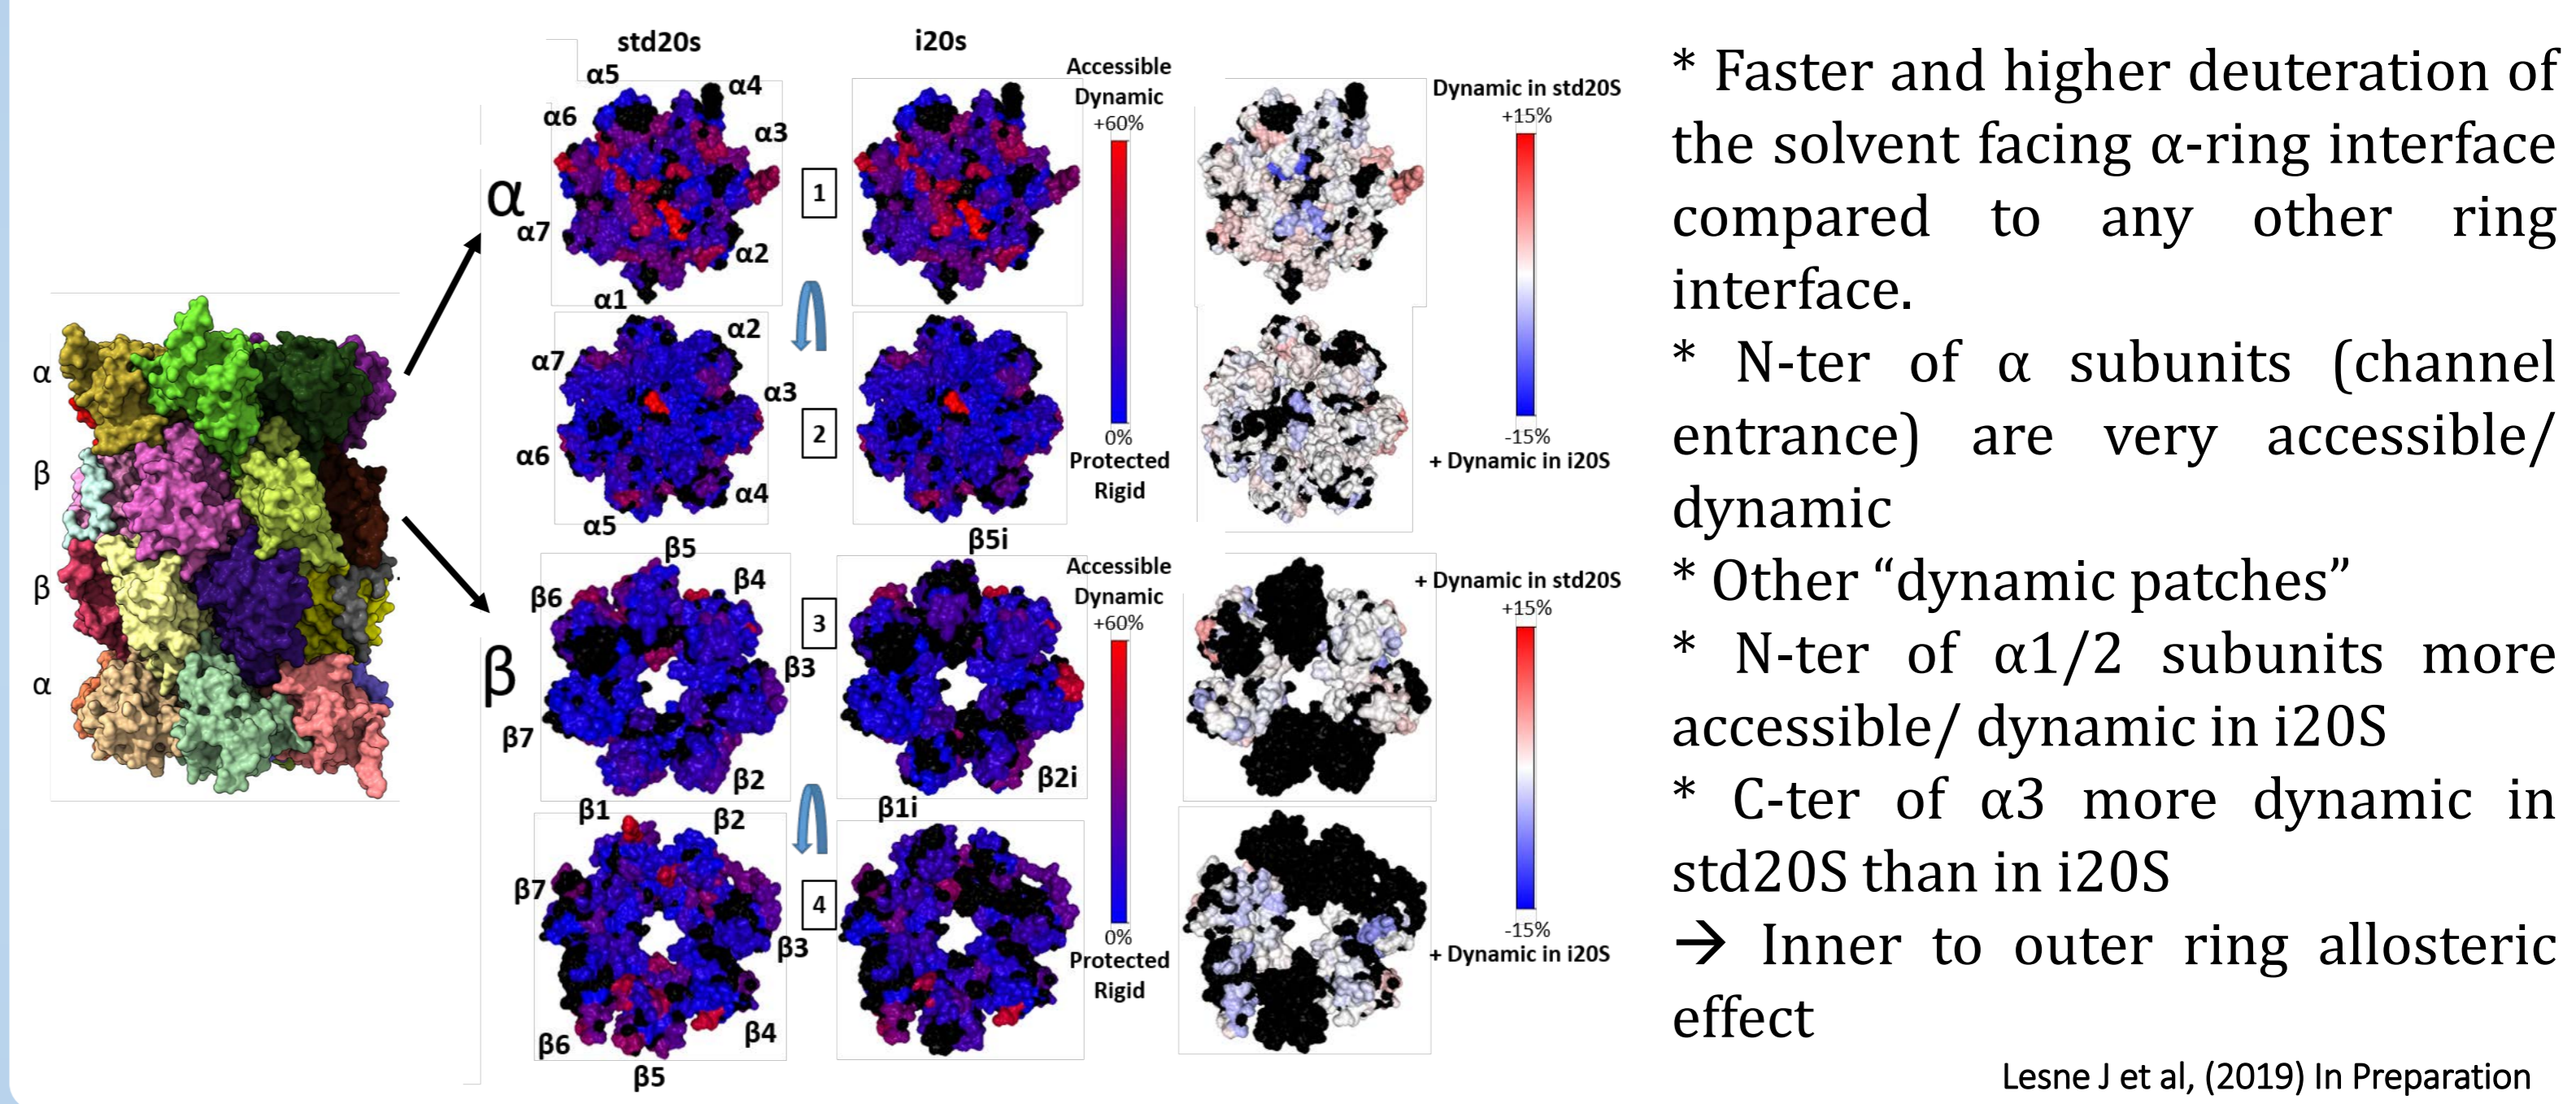 std20s
i20s
α5
α4
α6
α3
α
α7
α2
α1
1
Accessible
Dynamic
+60%
0%
Protected
Rigid
Dynamic in std20S
+15%
-15%
+ Dynamic in i20S
α2
α7
α3
α6
α4
α5
2
α
β
β
α
β5
β5i
β6
β4
β
β3
β7
β2
β2i
β1
β1i
3
Accessible
Dynamic
+60%
0%
Protected
Rigid
+ Dynamic in std20S
+15%
-15%
+ Dynamic in i20S
β2
β7
β3
β6
β4
β5
4
* Faster and higher deuteration of
the solvent facing α-ring interface
compared to any other ring
interface.
* N-ter of α subunits (channel
entrance) are very accessible/
dynamic
* Other “dynamic patches”
* N-ter of α1/2 subunits more
accessible/ dynamic in i20S
* C-ter of α3 more dynamic in
std20S than in i20S
→ Inner to outer ring allosteric
effect
Lesne J et al, (2019) In Preparation